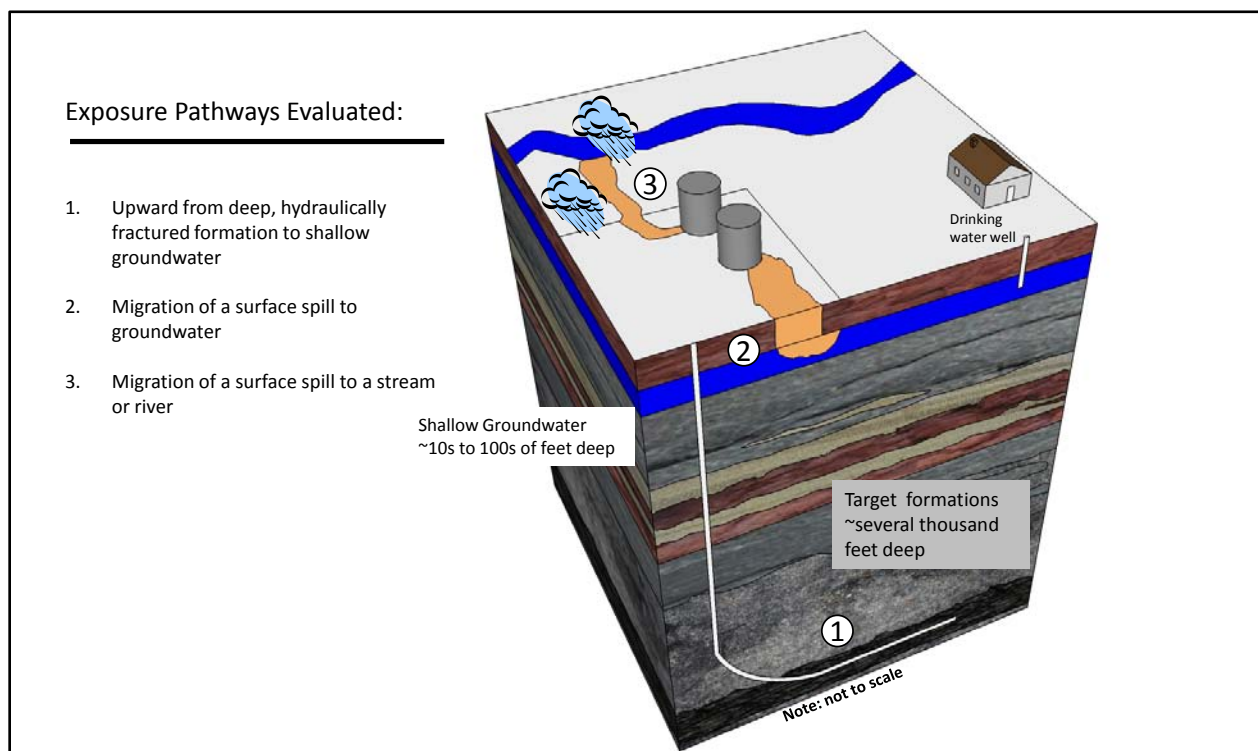 Exposure Pathways Evaluated:
1. Upward from deep, hydraulically
fractured formation to shallow
groundwater
2. Migration of a surface spill to
groundwater
3. Migration of a surface spill to a stream
or river
3
Drinking
water well
2
Shallow Groundwater
~10s to 100s of feet deep
Target formations
~several thousand
feet deep
1
Note: not to scale